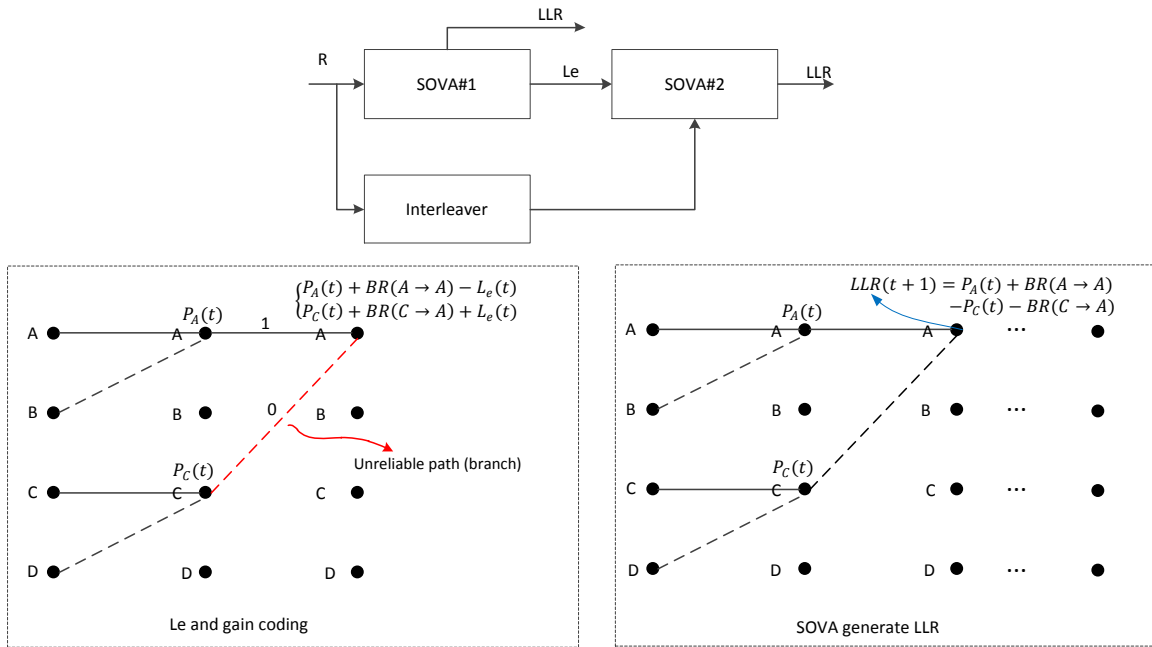 LLR
R
SOVA#1
Le
SOVA#2
LLR
Interleaver
P_A(t) + BR(A → A) − L_e(t)
P_C(t) + BR(C → A) + L_e(t)
P_A(t)
1
A
A
A
0
B
B
B
Unreliable path (branch)
P_C(t)
C
C
C
D
D
D
Le and gain coding
LLR(t + 1) = P_A(t) + BR(A → A)
−P_C(t) − BR(C → A)
P_A(t)
A
A
A
...
B
B
B
...
P_C(t)
C
C
C
...
D
D
D
...
SOVA generate LLR